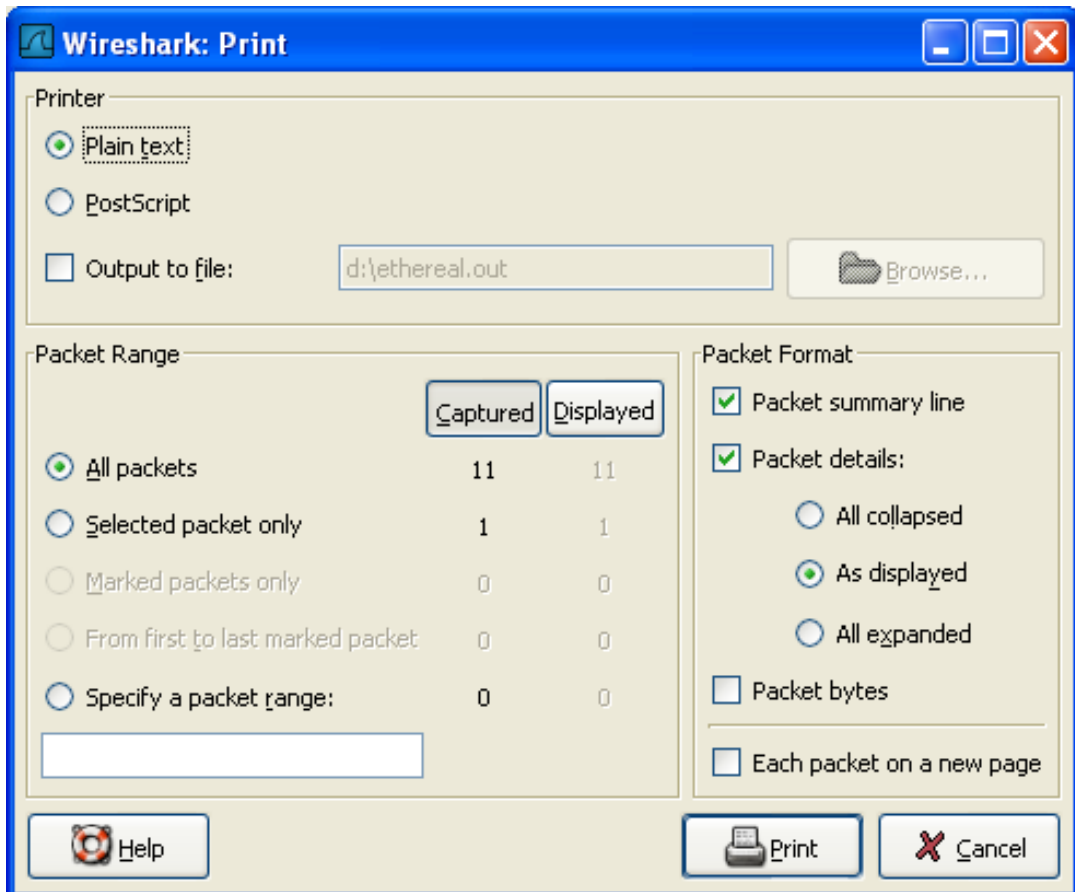 Wireshark: Print
Printer
Plain text
PostScript
Output to file: d:\ethereal.out Browse...
Packet Range
Captured Displayed
All packets 11 11
Selected packet only 1 1
Marked packets only 0 0
From first to last marked packet 0 0
Specify a packet range: 0 0
Packet Format
Packet summary line
Packet details:
All collapsed
As displayed
All expanded
Packet bytes
Each packet on a new page
Help Print Cancel